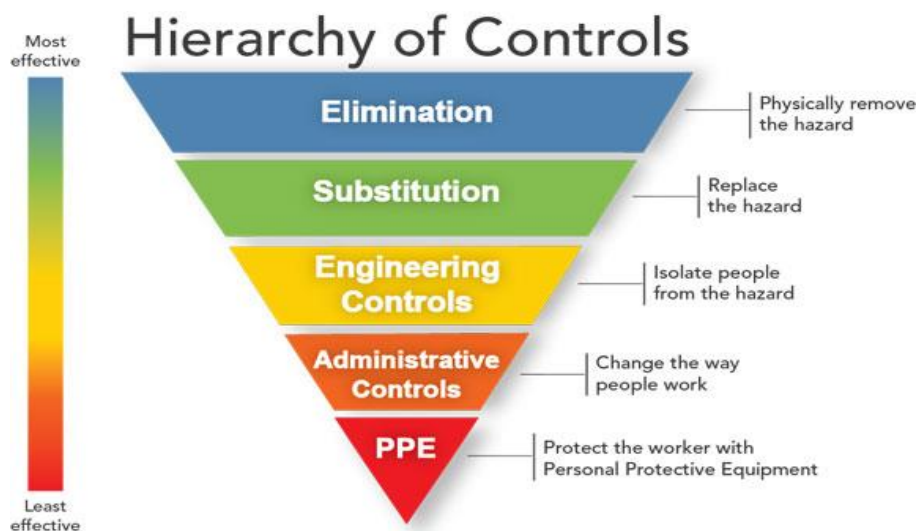 Hierarchy of Controls
Most
effective
Elimination
Physically remove
the hazard
Substitution
Replace
the hazard
Engineering
Controls
Isolate people
from the hazard
Administrative
Controls
Change the way
people work
PPE
Protect the worker with
Personal Protective Equipment
Least
effective